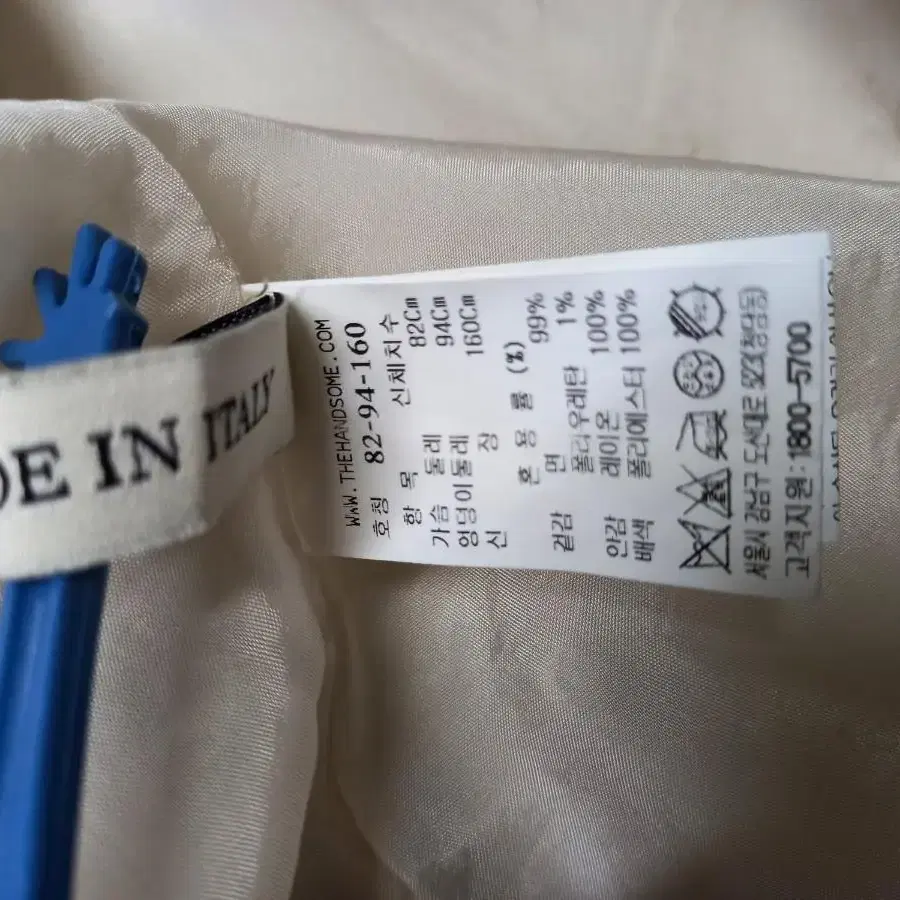 DE IN ITALY
WWW.THEHANDSOME.COM
호칭 82-94-160
항 목 신체치수
가슴 둘레 82Cm
엉덩이둘레 94Cm
신 장 160Cm
혼 용 률 (%)
겉감 면 99%
폴리우레탄 1%
안감 레이온 100%
배색 폴리에스터 100%
서울시 강남구 도산대로 523(청담동)
고객지원:1800-5700